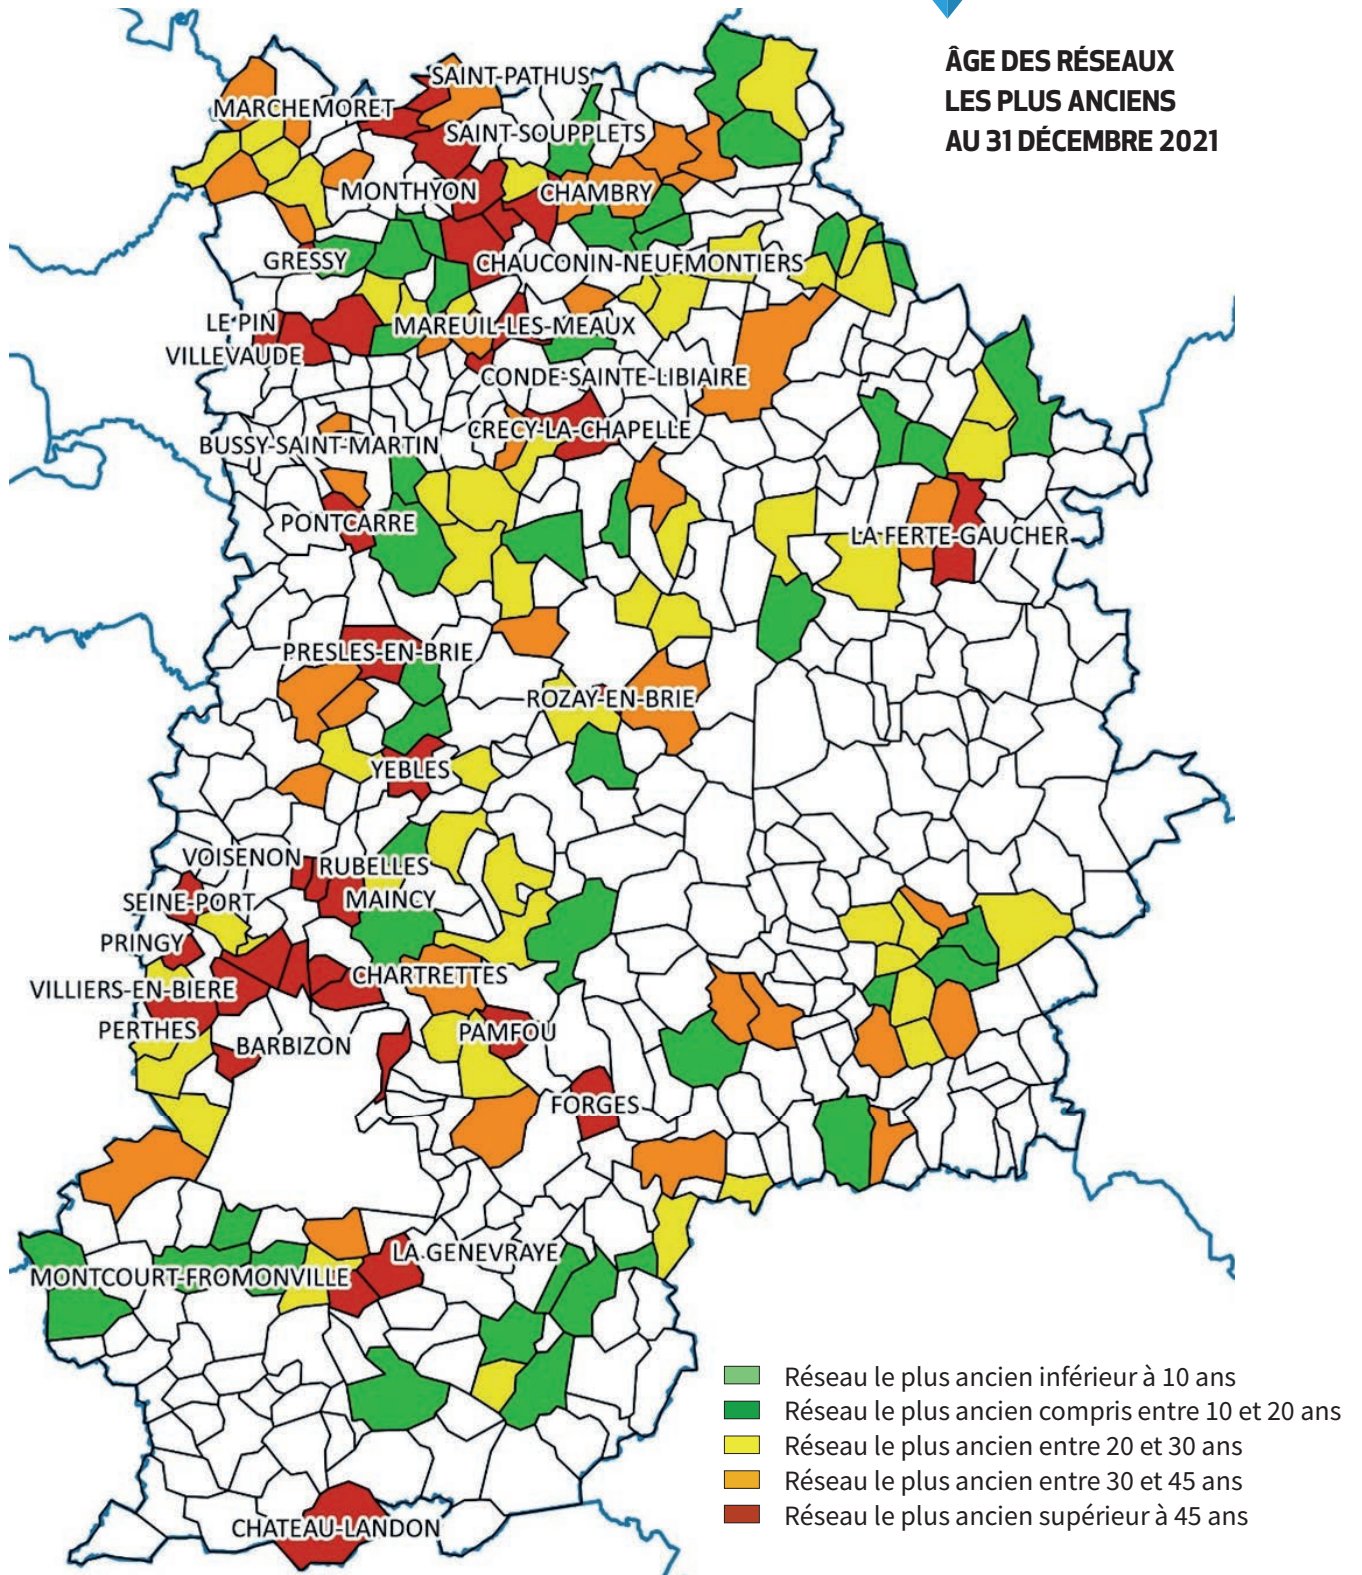 ÂGE DES RÉSEAUX
LES PLUS ANCIENS
AU 31 DÉCEMBRE 2021
SAINT-PATHUS
MARCHEMORET
SAINT-SOUPPLETS
MONTHYON
CHAMBRY
GRESSY
CHAUCONIN-NEUFMONTIERS
LE PIN
MAREUIL-LES-MEAUX
VILLEVAUDE
CONDE-SAINTE-LIBIAIRE
CRECY-LA-CHAPELLE
BUSSY-SAINT-MARTIN
PONTCARRE
LA FERTE-GAUCHER
PRESLES-EN-BRIE
ROZAY-EN-BRIE
YEBLES
VOISENON
RUBELLES
SEINE-PORT
MAINCY
PRINGY
CHARTRETTES
VILLIERS-EN-BIERE
PERTHES
PAMFOU
BARBIZON
FORGES
LA GENEVRAYE
MONTCOURT-FROMONVILLE
Réseau le plus ancien inférieur à 10 ans
Réseau le plus ancien compris entre 10 et 20 ans
Réseau le plus ancien entre 20 et 30 ans
Réseau le plus ancien entre 30 et 45 ans
Réseau le plus ancien supérieur à 45 ans
CHATEAU-LANDON